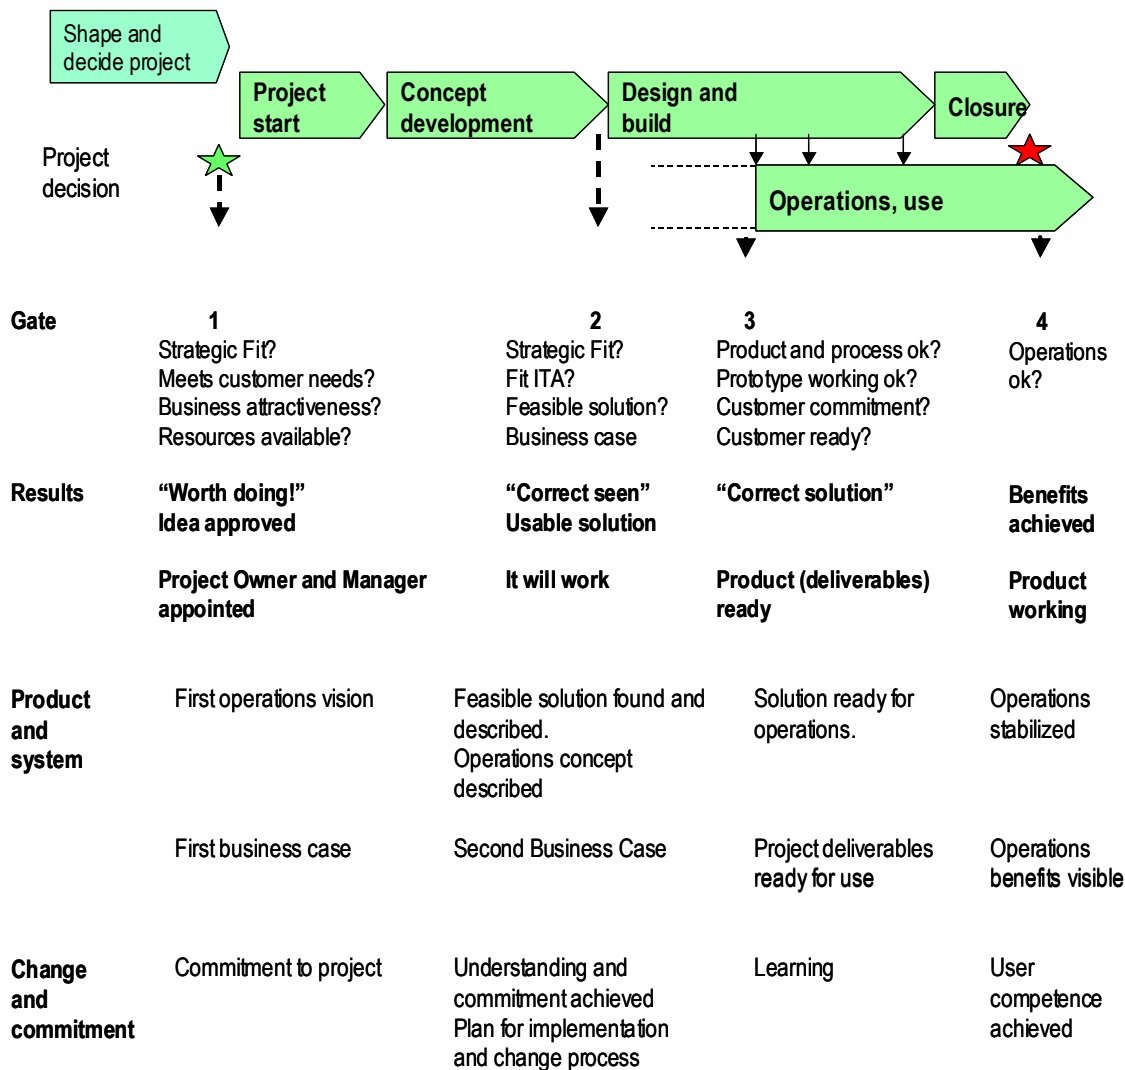 Shape and
decide project
Project
start
Concept
development
Design and
build
Closure
Project
decision
Operations, use
Gate
1
Strategic Fit?
Meets customer needs?
Business attractiveness?
Resources available?
2
Strategic Fit?
Fit ITA?
Feasible solution?
Business case
3
Product and process ok?
Prototype working ok?
Customer commitment?
Customer ready?
4
Operations
ok?
Results
“Worth doing!”
Idea approved
Project Owner and Manager
appointed
“Correct seen”
Usable solution
It will work
“Correct solution”
Product (deliverables)
ready
Benefits
achieved
Product
working
Product
and
system
First operations vision
First business case
Feasible solution found and
described.
Operations concept
described
Second Business Case
Solution ready for
operations.
Project deliverables
ready for use
Operations
stabilized
Operations
benefits visible
Change
and
commitment
Commitment to project
Understanding and
commitment achieved
Plan for implementation
and change process
Learning
User
competence
achieved